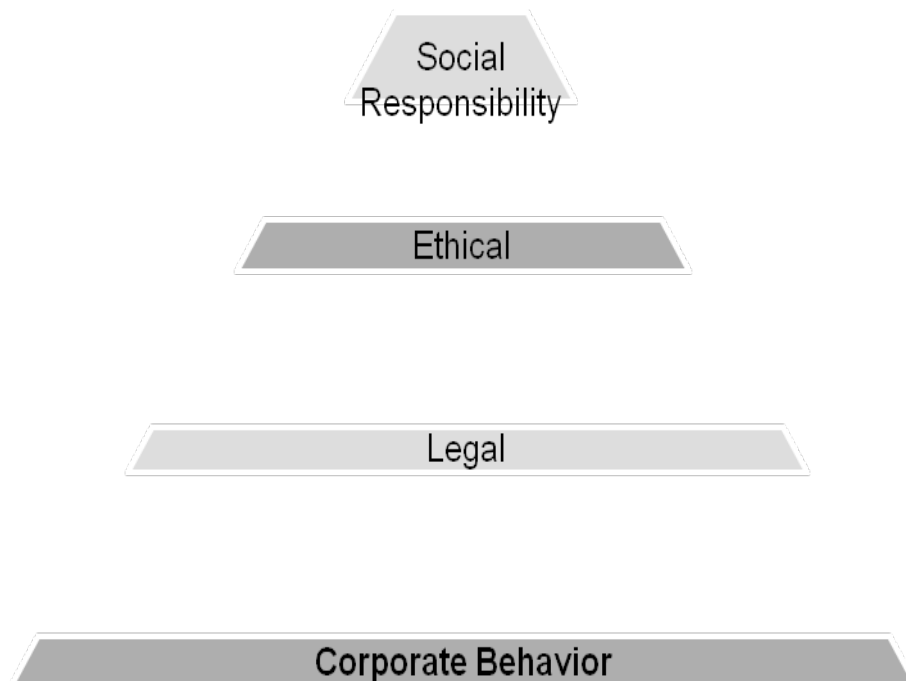 Social
Responsibility
Ethical
Legal
Corporate Behavior